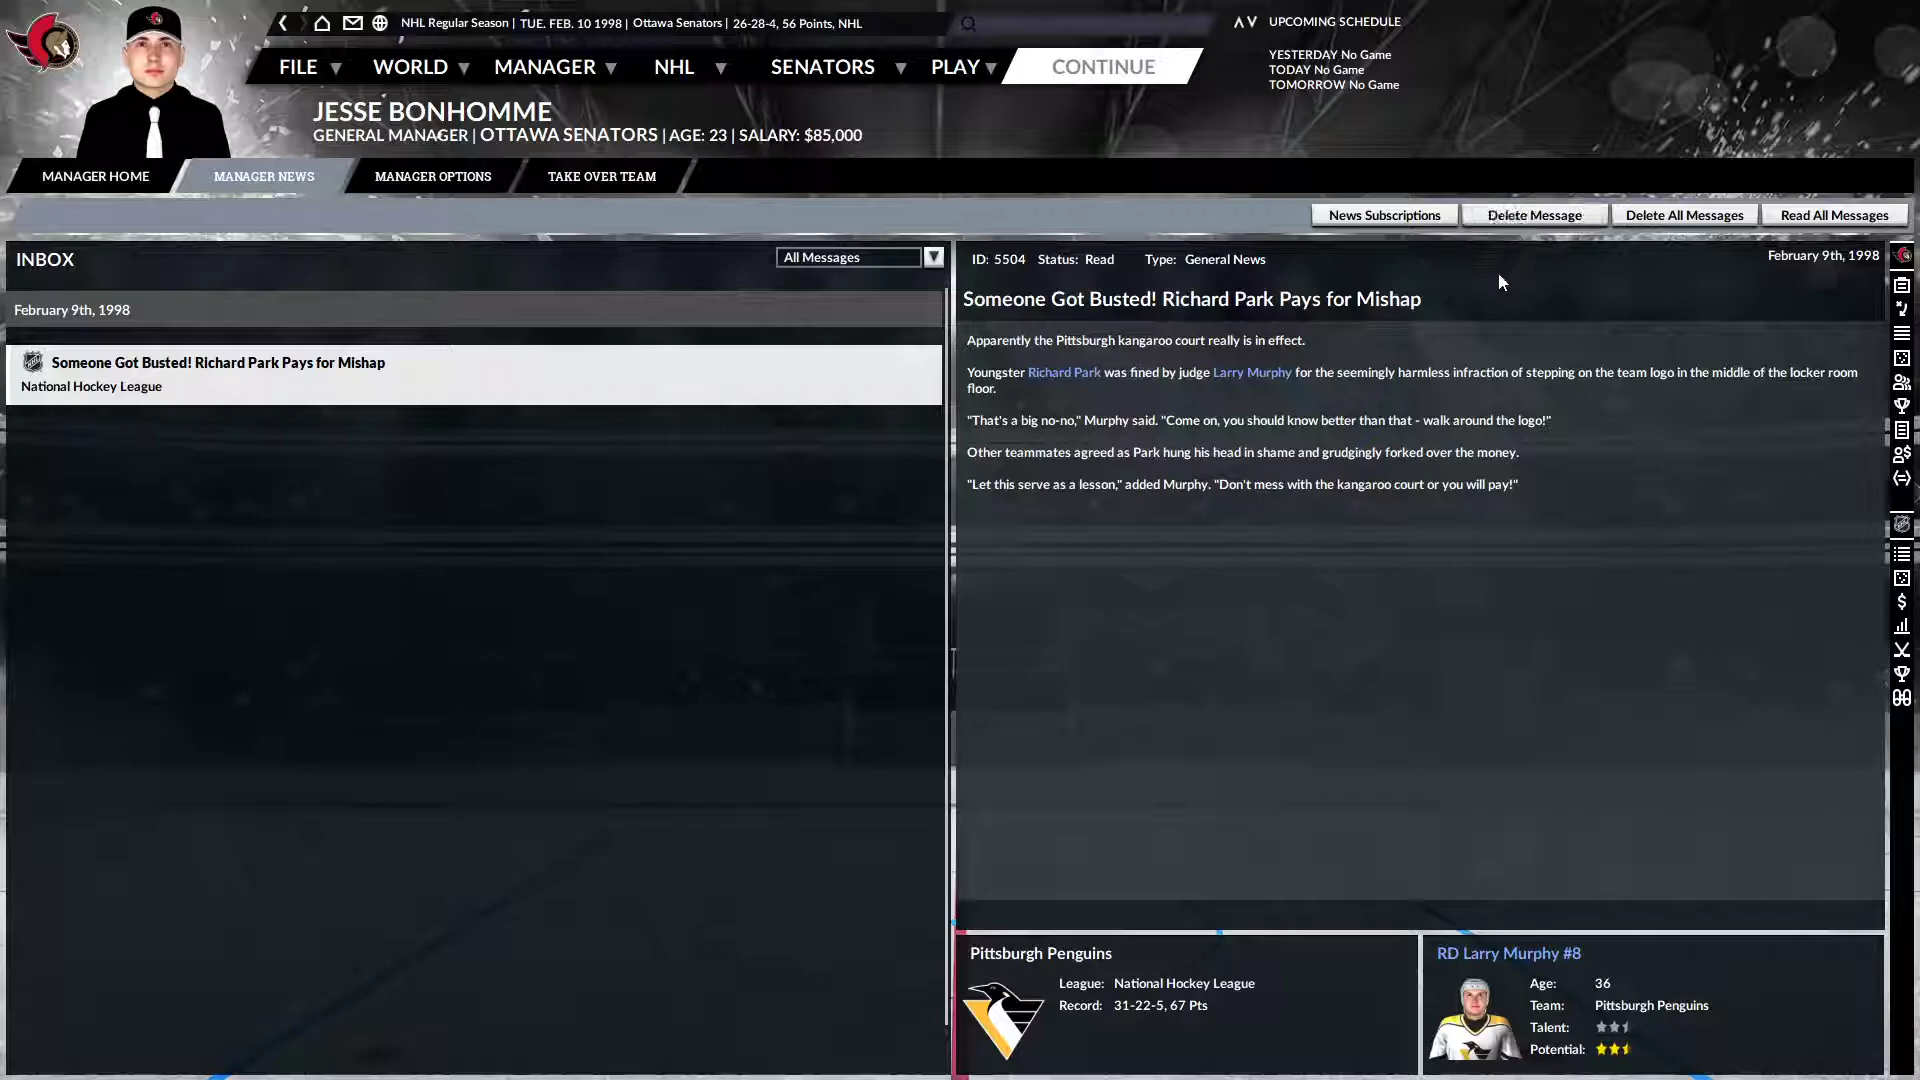 NHL Regular Season | TUE. FEB. 10 1998 | Ottawa Senators | 26-28-4, 56 Points, NHL
UPCOMING SCHEDULE
YESTERDAY No Game
TODAY No Game
TOMORROW No Game
FILE WORLD MANAGER NHL SENATORS PLAY CONTINUE
JESSE BONHOMME
GENERAL MANAGER | OTTAWA SENATORS | AGE: 23 | SALARY: $85,000
MANAGER HOME MANAGER NEWS MANAGER OPTIONS TAKE OVER TEAM
News Subscriptions Delete Message Delete All Messages Read All Messages
INBOX
All Messages
February 9th, 1998
Someone Got Busted! Richard Park Pays for Mishap
National Hockey League
ID: 5504 Status: Read Type: General News
February 9th, 1998
Someone Got Busted! Richard Park Pays for Mishap
Apparently the Pittsburgh kangaroo court really is in effect.
Youngster Richard Park was fined by judge Larry Murphy for the seemingly harmless infraction of stepping on the team logo in the middle of the locker room
floor.
"That's a big no-no," Murphy said. "Come on, you should know better than that - walk around the logo!"
Other teammates agreed as Park hung his head in shame and grudgingly forked over the money.
"Let this serve as a lesson," added Murphy. "Don't mess with the kangaroo court or you will pay!"
Pittsburgh Penguins
League: National Hockey League
Record: 31-22-5, 67 Pts
RD Larry Murphy #8
Age: 36
Team: Pittsburgh Penguins
Talent:
Potential: